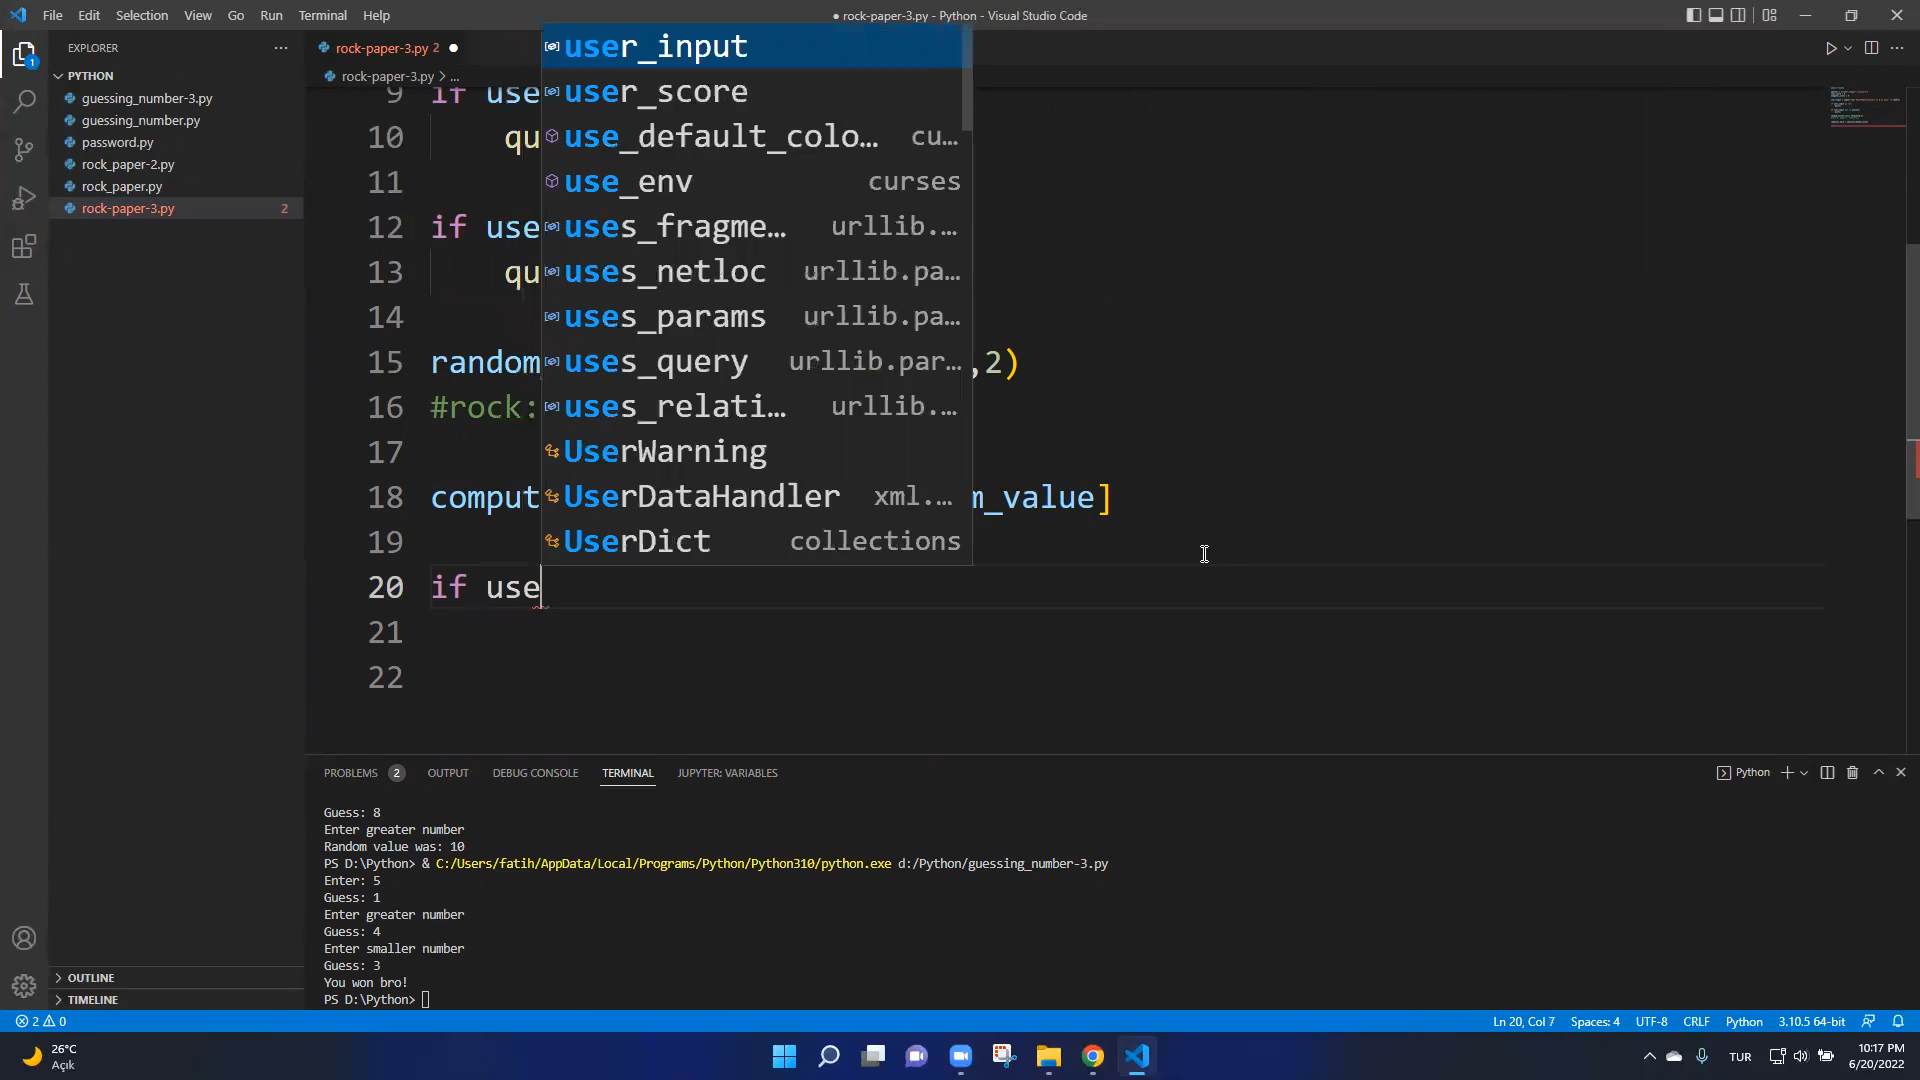 File Edit Selection View Go Run Terminal Help
● rock-paper-3.py - Python - Visual Studio Code
EXPLORER
PYTHON
guessing_number-3.py
guessing_number.py
password.py
rock_paper-2.py
rock_paper.py
rock-paper-3.py 2
OUTLINE
TIMELINE
rock-paper-3.py 2
rock-paper-3.py > ...
9 if use
10 qu
11
12 if use
13 qu
14
15 random ,2)
16 #rock:
17
18 comput m_value]
19
20 if use
21
22
user_input
user_score
use_default_colo… cu…
use_env curses
uses_fragme… urllib.…
uses_netloc urllib.pa…
uses_params urllib.pa…
uses_query urllib.par…
uses_relati… urllib.…
UserWarning
UserDataHandler xml.…
UserDict collections
PROBLEMS 2 OUTPUT DEBUG CONSOLE TERMINAL JUPYTER: VARIABLES
Python
Guess: 8
Enter greater number
Random value was: 10
PS D:\Python> & C:/Users/fatih/AppData/Local/Programs/Python/Python310/python.exe d:/Python/guessing_number-3.py
Enter: 5
Guess: 1
Enter greater number
Guess: 4
Enter smaller number
Guess: 3
You won bro!
PS D:\Python>
2 0
Ln 20, Col 7 Spaces: 4 UTF-8 CRLF Python 3.10.5 64-bit
26°C
Açık
TUR
10:17 PM
6/20/2022